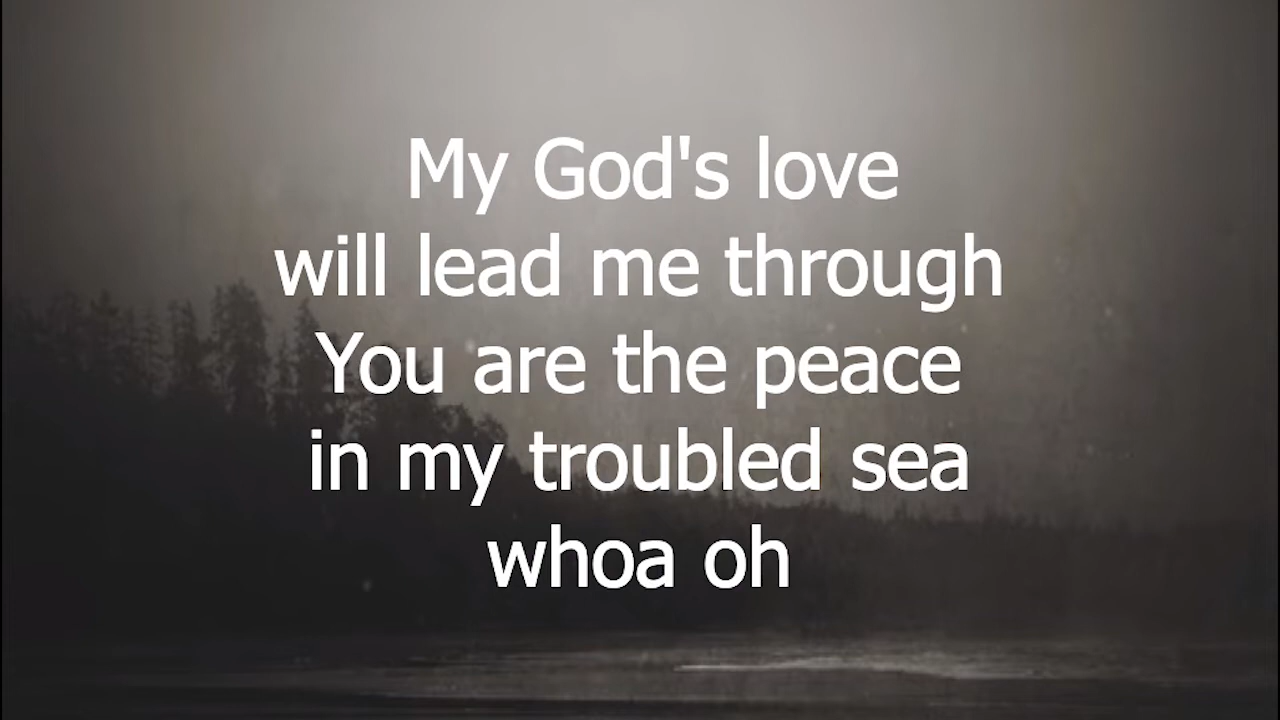 My God's love
will lead me through
You are the peace
in my troubled sea
whoa oh